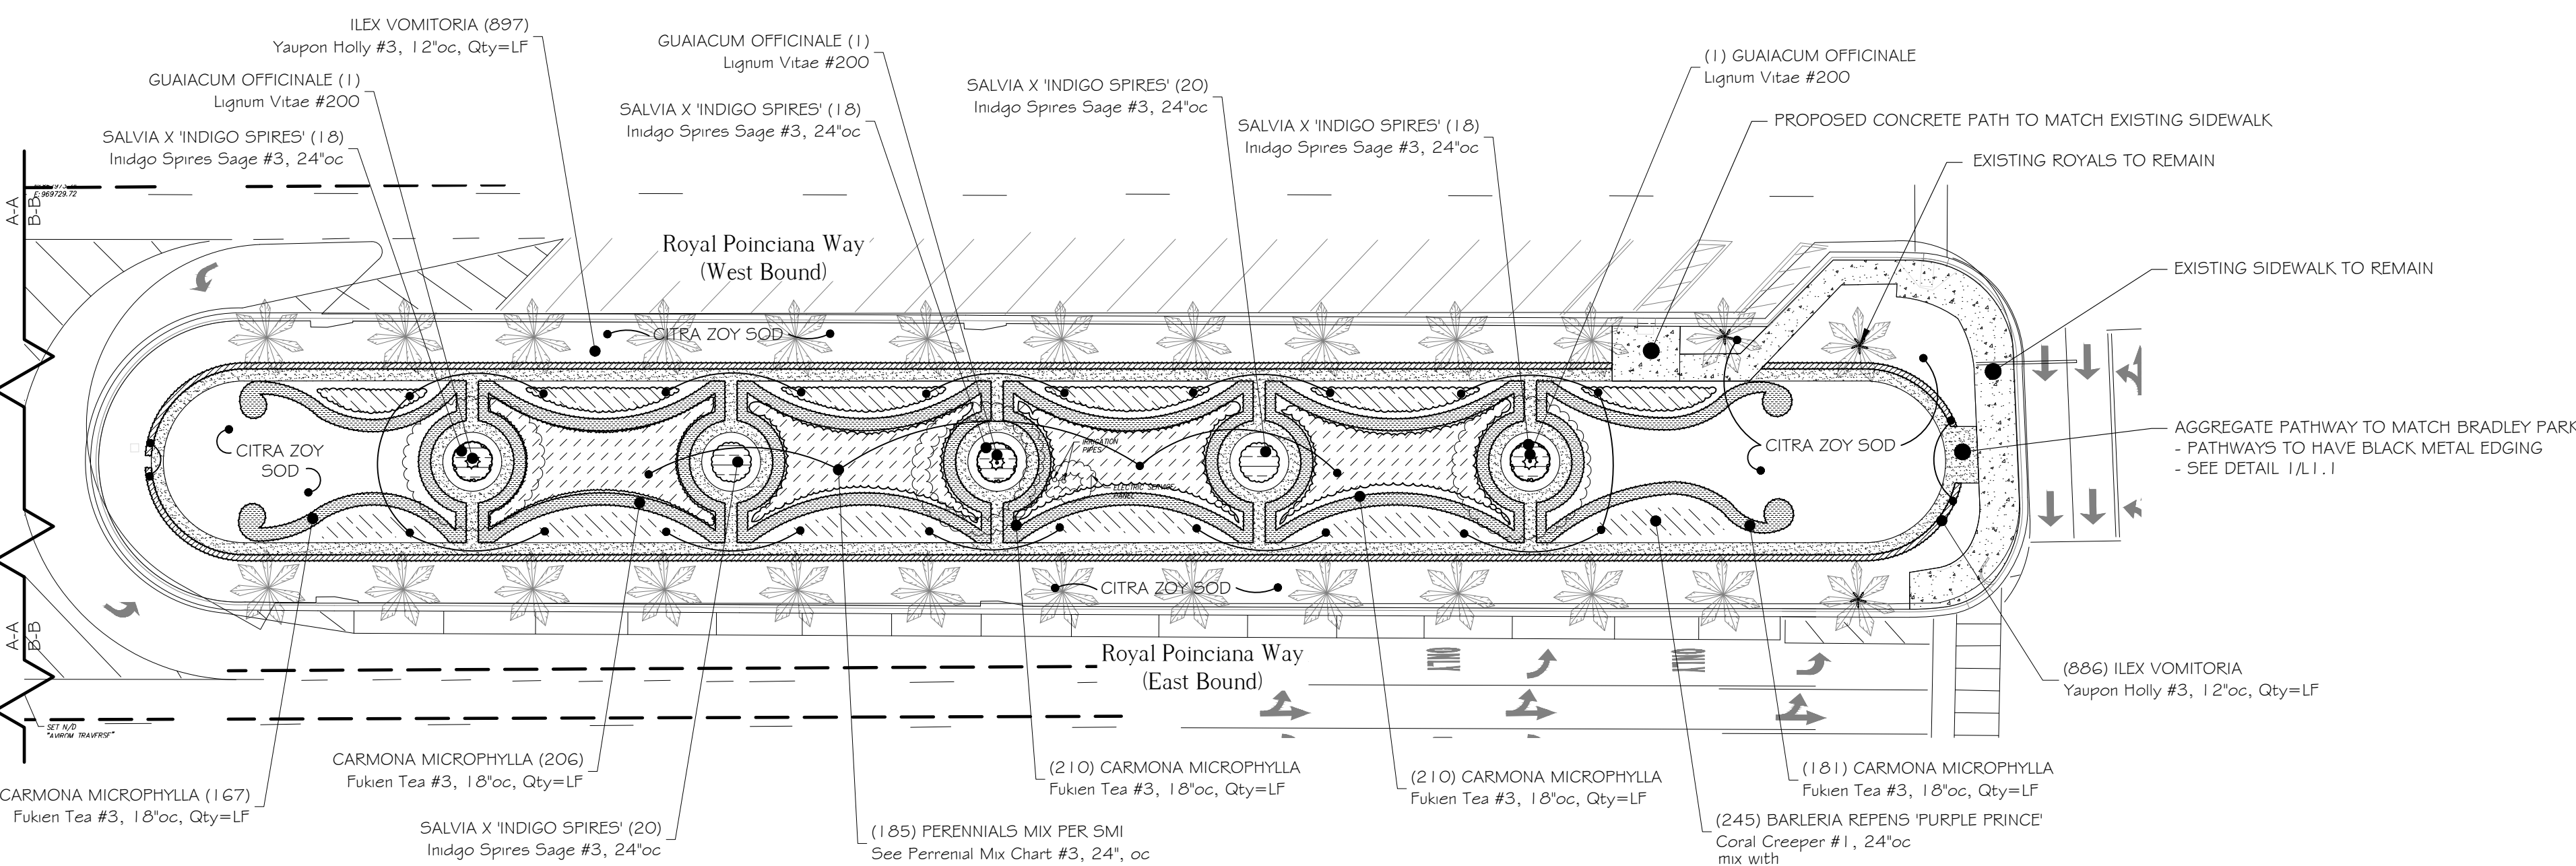 ILEX VOMITORIA (897)
Yaupon Holly #3, 12"oc, Qty=LF
GUAIACUM OFFICINALE (1)
Lignum Vitae #200
GUAIACUM OFFICINALE (1)
Lignum Vitae #200
SALVIA X 'INDIGO SPIRES' (18)
Inidgo Spires Sage #3, 24"oc
SALVIA X 'INDIGO SPIRES' (18)
Inidgo Spires Sage #3, 24"oc
SALVIA X 'INDIGO SPIRES' (20)
Inidgo Spires Sage #3, 24"oc
SALVIA X 'INDIGO SPIRES' (18)
Inidgo Spires Sage #3, 24"oc
(1) GUAIACUM OFFICINALE
Lignum Vitae #200
PROPOSED CONCRETE PATH TO MATCH EXISTING SIDEWALK
EXISTING ROYALS TO REMAIN
EXISTING SIDEWALK TO REMAIN
E: 969729.72
A-A
B-B
Royal Poinciana Way
(West Bound)
CITRA ZOY SOD
CITRA ZOY
SOD
CITRA ZOY SOD
IRRIGATION
PIPES
ELECTRIC SERVICE
PANEL
AGGREGATE PATHWAY TO MATCH BRADLEY PARK
- PATHWAYS TO HAVE BLACK METAL EDGING
- SEE DETAIL 1/L1.1
CITRA ZOY SOD
A-A
B-B
Royal Poinciana Way
(East Bound)
(886) ILEX VOMITORIA
Yaupon Holly #3, 12"oc, Qty=LF
SET N/D
"AVIROM TRAVERSE"
CARMONA MICROPHYLLA (206)
Fukien Tea #3, 18"oc, Qty=LF
CARMONA MICROPHYLLA (167)
Fukien Tea #3, 18"oc, Qty=LF
SALVIA X 'INDIGO SPIRES' (20)
Inidgo Spires Sage #3, 24"oc
(185) PERENNIALS MIX PER SMI
See Perrenial Mix Chart #3, 24", oc
(210) CARMONA MICROPHYLLA
Fukien Tea #3, 18"oc, Qty=LF
(210) CARMONA MICROPHYLLA
Fukien Tea #3, 18"oc, Qty=LF
(181) CARMONA MICROPHYLLA
Fukien Tea #3, 18"oc, Qty=LF
(245) BARLERIA REPENS 'PURPLE PRINCE'
Coral Creeper #1, 24"oc
mix with